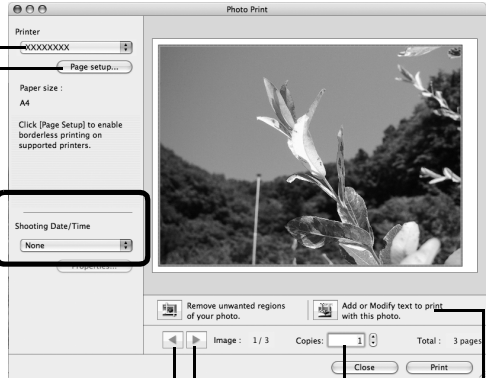 Photo Print
Printer
XXXXXXXX
Page setup...
Paper size :
A4
Click [Page Setup] to enable
borderless printing on
supported printers.
Shooting Date/Time
None
Properties...
Remove unwanted regions
of your photo.
Add or Modify text to print
with this photo.
Image : 1 / 3
Copies: 1
Total : 3 pages
Close
Print